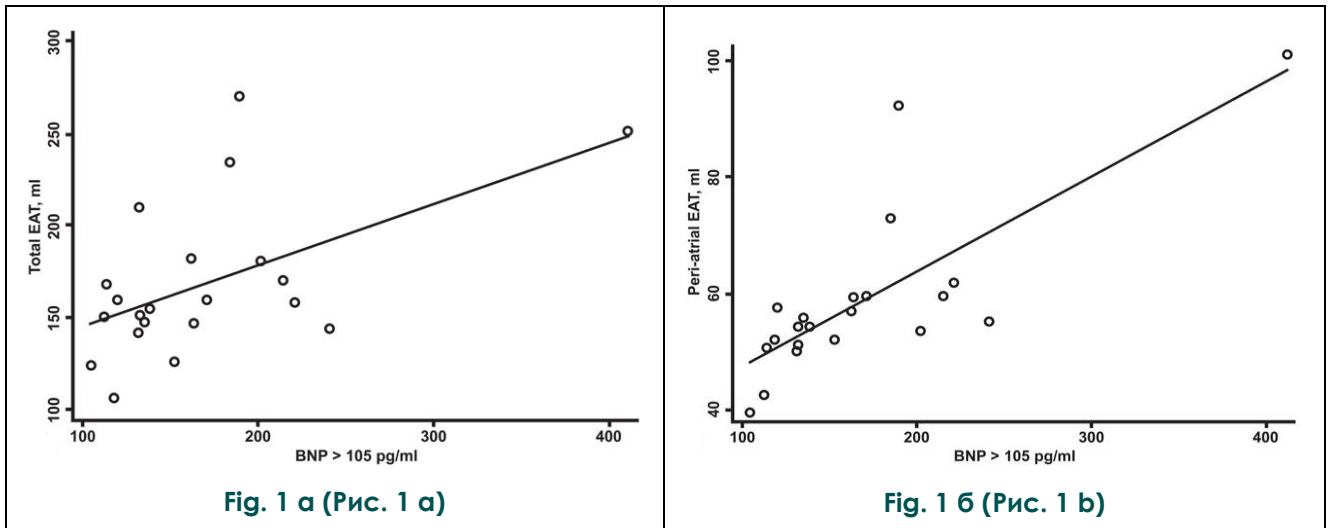 300
250
200
150
100
Total EAT, ml
100 200 300 400
BNP > 105 pg/ml
Fig. 1 a (Рис. 1 a)
100
80
60
40
Peri-atrial EAT, ml
100 200 300 400
BNP > 105 pg/ml
Fig. 1 б (Рис. 1 b)